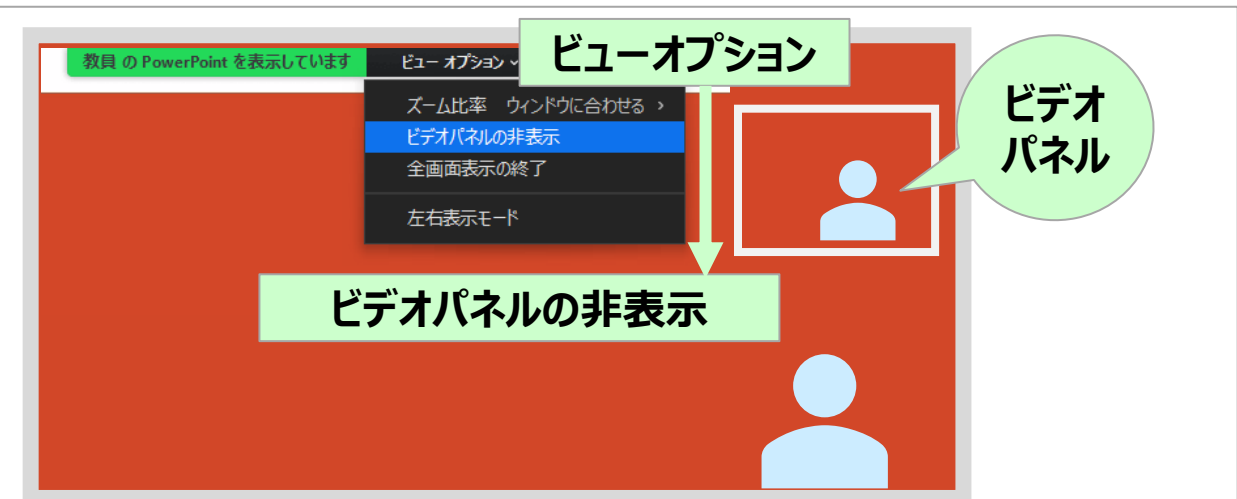 教員 の PowerPoint を表示しています
ビュー オプション
ビューオプション
ビデオ
パネル
ズーム比率 ウィンドウに合わせる
ビデオパネルの非表示
全画面表示の終了
左右表示モード
ビデオパネルの非表示